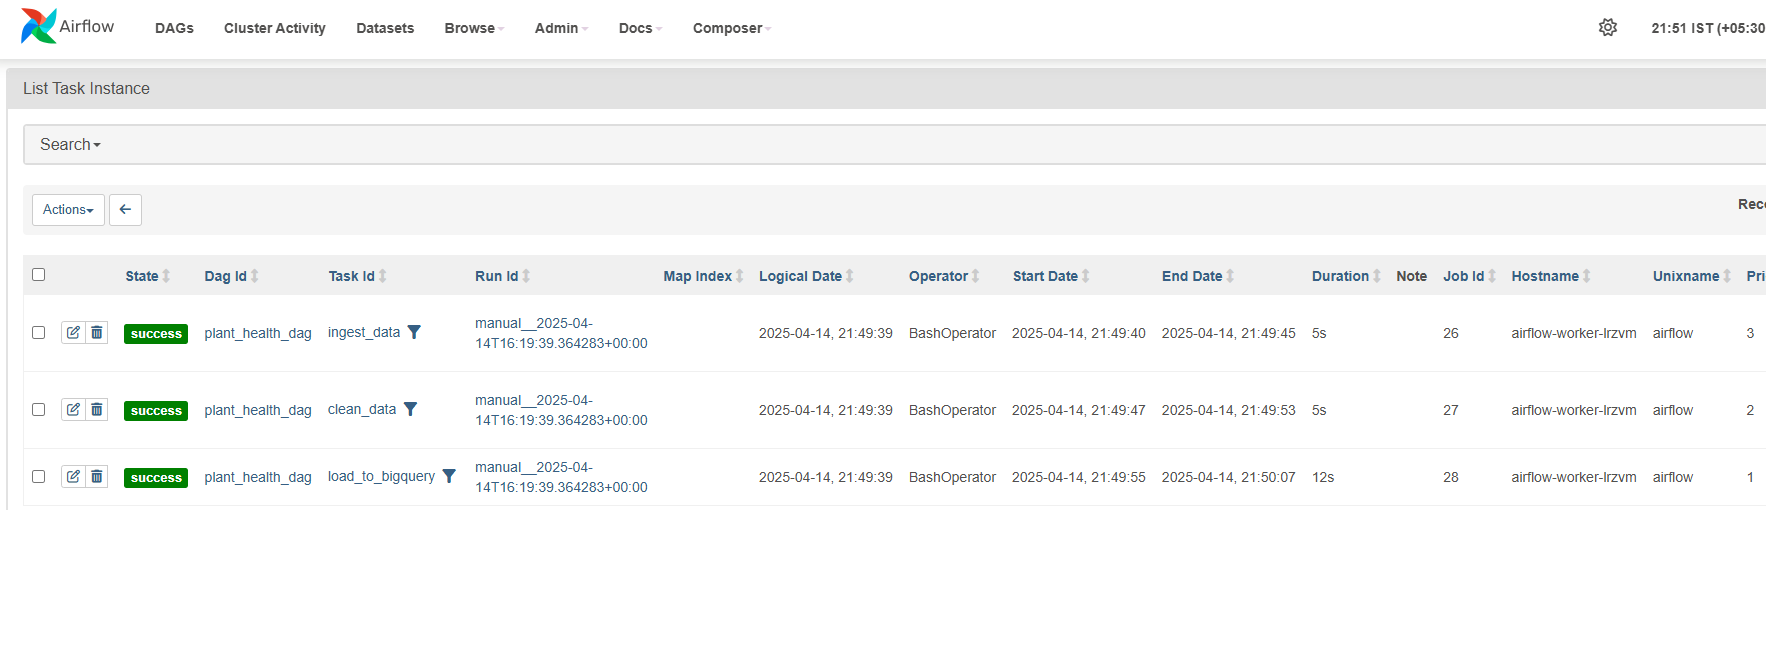 Airflow DAGs Cluster Activity Datasets Browse Admin Docs Composer 21:51 IST (+05:30
List Task Instance
Search
Actions
Reco
State Dag Id Task Id Run Id Map Index Logical Date Operator Start Date End Date Duration Note Job Id Hostname Unixname Pri
success plant_health_dag ingest_data manual__2025-04-
14T16:19:39.364283+00:00 2025-04-14, 21:49:39 BashOperator 2025-04-14, 21:49:40 2025-04-14, 21:49:45 5s 26 airflow-worker-lrzvm airflow 3
success plant_health_dag clean_data manual__2025-04-
14T16:19:39.364283+00:00 2025-04-14, 21:49:39 BashOperator 2025-04-14, 21:49:47 2025-04-14, 21:49:53 5s 27 airflow-worker-lrzvm airflow 2
success plant_health_dag load_to_bigquery manual__2025-04-
14T16:19:39.364283+00:00 2025-04-14, 21:49:39 BashOperator 2025-04-14, 21:49:55 2025-04-14, 21:50:07 12s 28 airflow-worker-lrzvm airflow 1